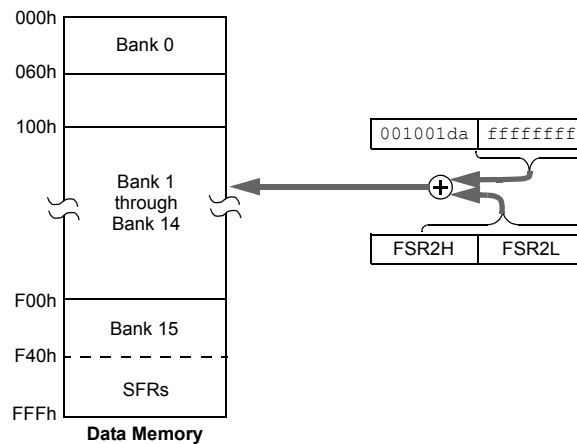 000h
Bank 0
060h
001001da ffffffff
100h
Bank 1
through
Bank 14
FSR2H FSR2L
F00h
Bank 15
F40h
SFRs
FFFh
Data Memory